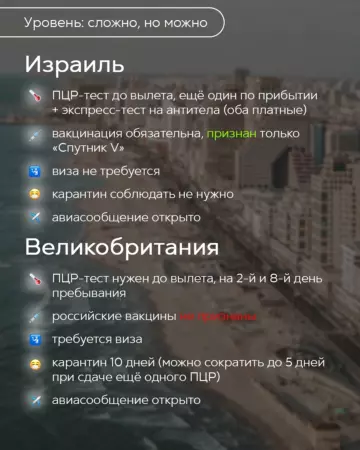 Уровень: сложно, но можно
Израиль
ПЦР-тест до вылета, ещё один по прибытии
+ экспресс-тест на антитела (оба платные)
вакцинация обязательна, признан только
«Спутник V»
виза не требуется
карантин соблюдать не нужно
авиасообщение открыто
Великобритания
ПЦР-тест нужен до вылета, на 2-й и 8-й день
пребывания
российские вакцины не признаны
требуется виза
карантин 10 дней (можно сократить до 5 дней
при сдаче ещё одного ПЦР)
авиасообщение открыто